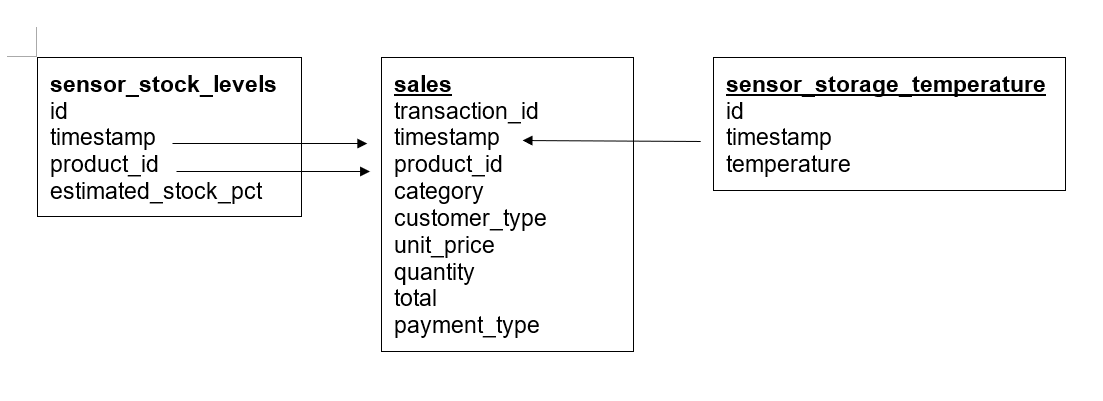 sensor_stock_levels
id
timestamp
product_id
estimated_stock_pct
sales
transaction_id
timestamp
product_id
category
customer_type
unit_price
quantity
total
payment_type
sensor_storage_temperature
id
timestamp
temperature